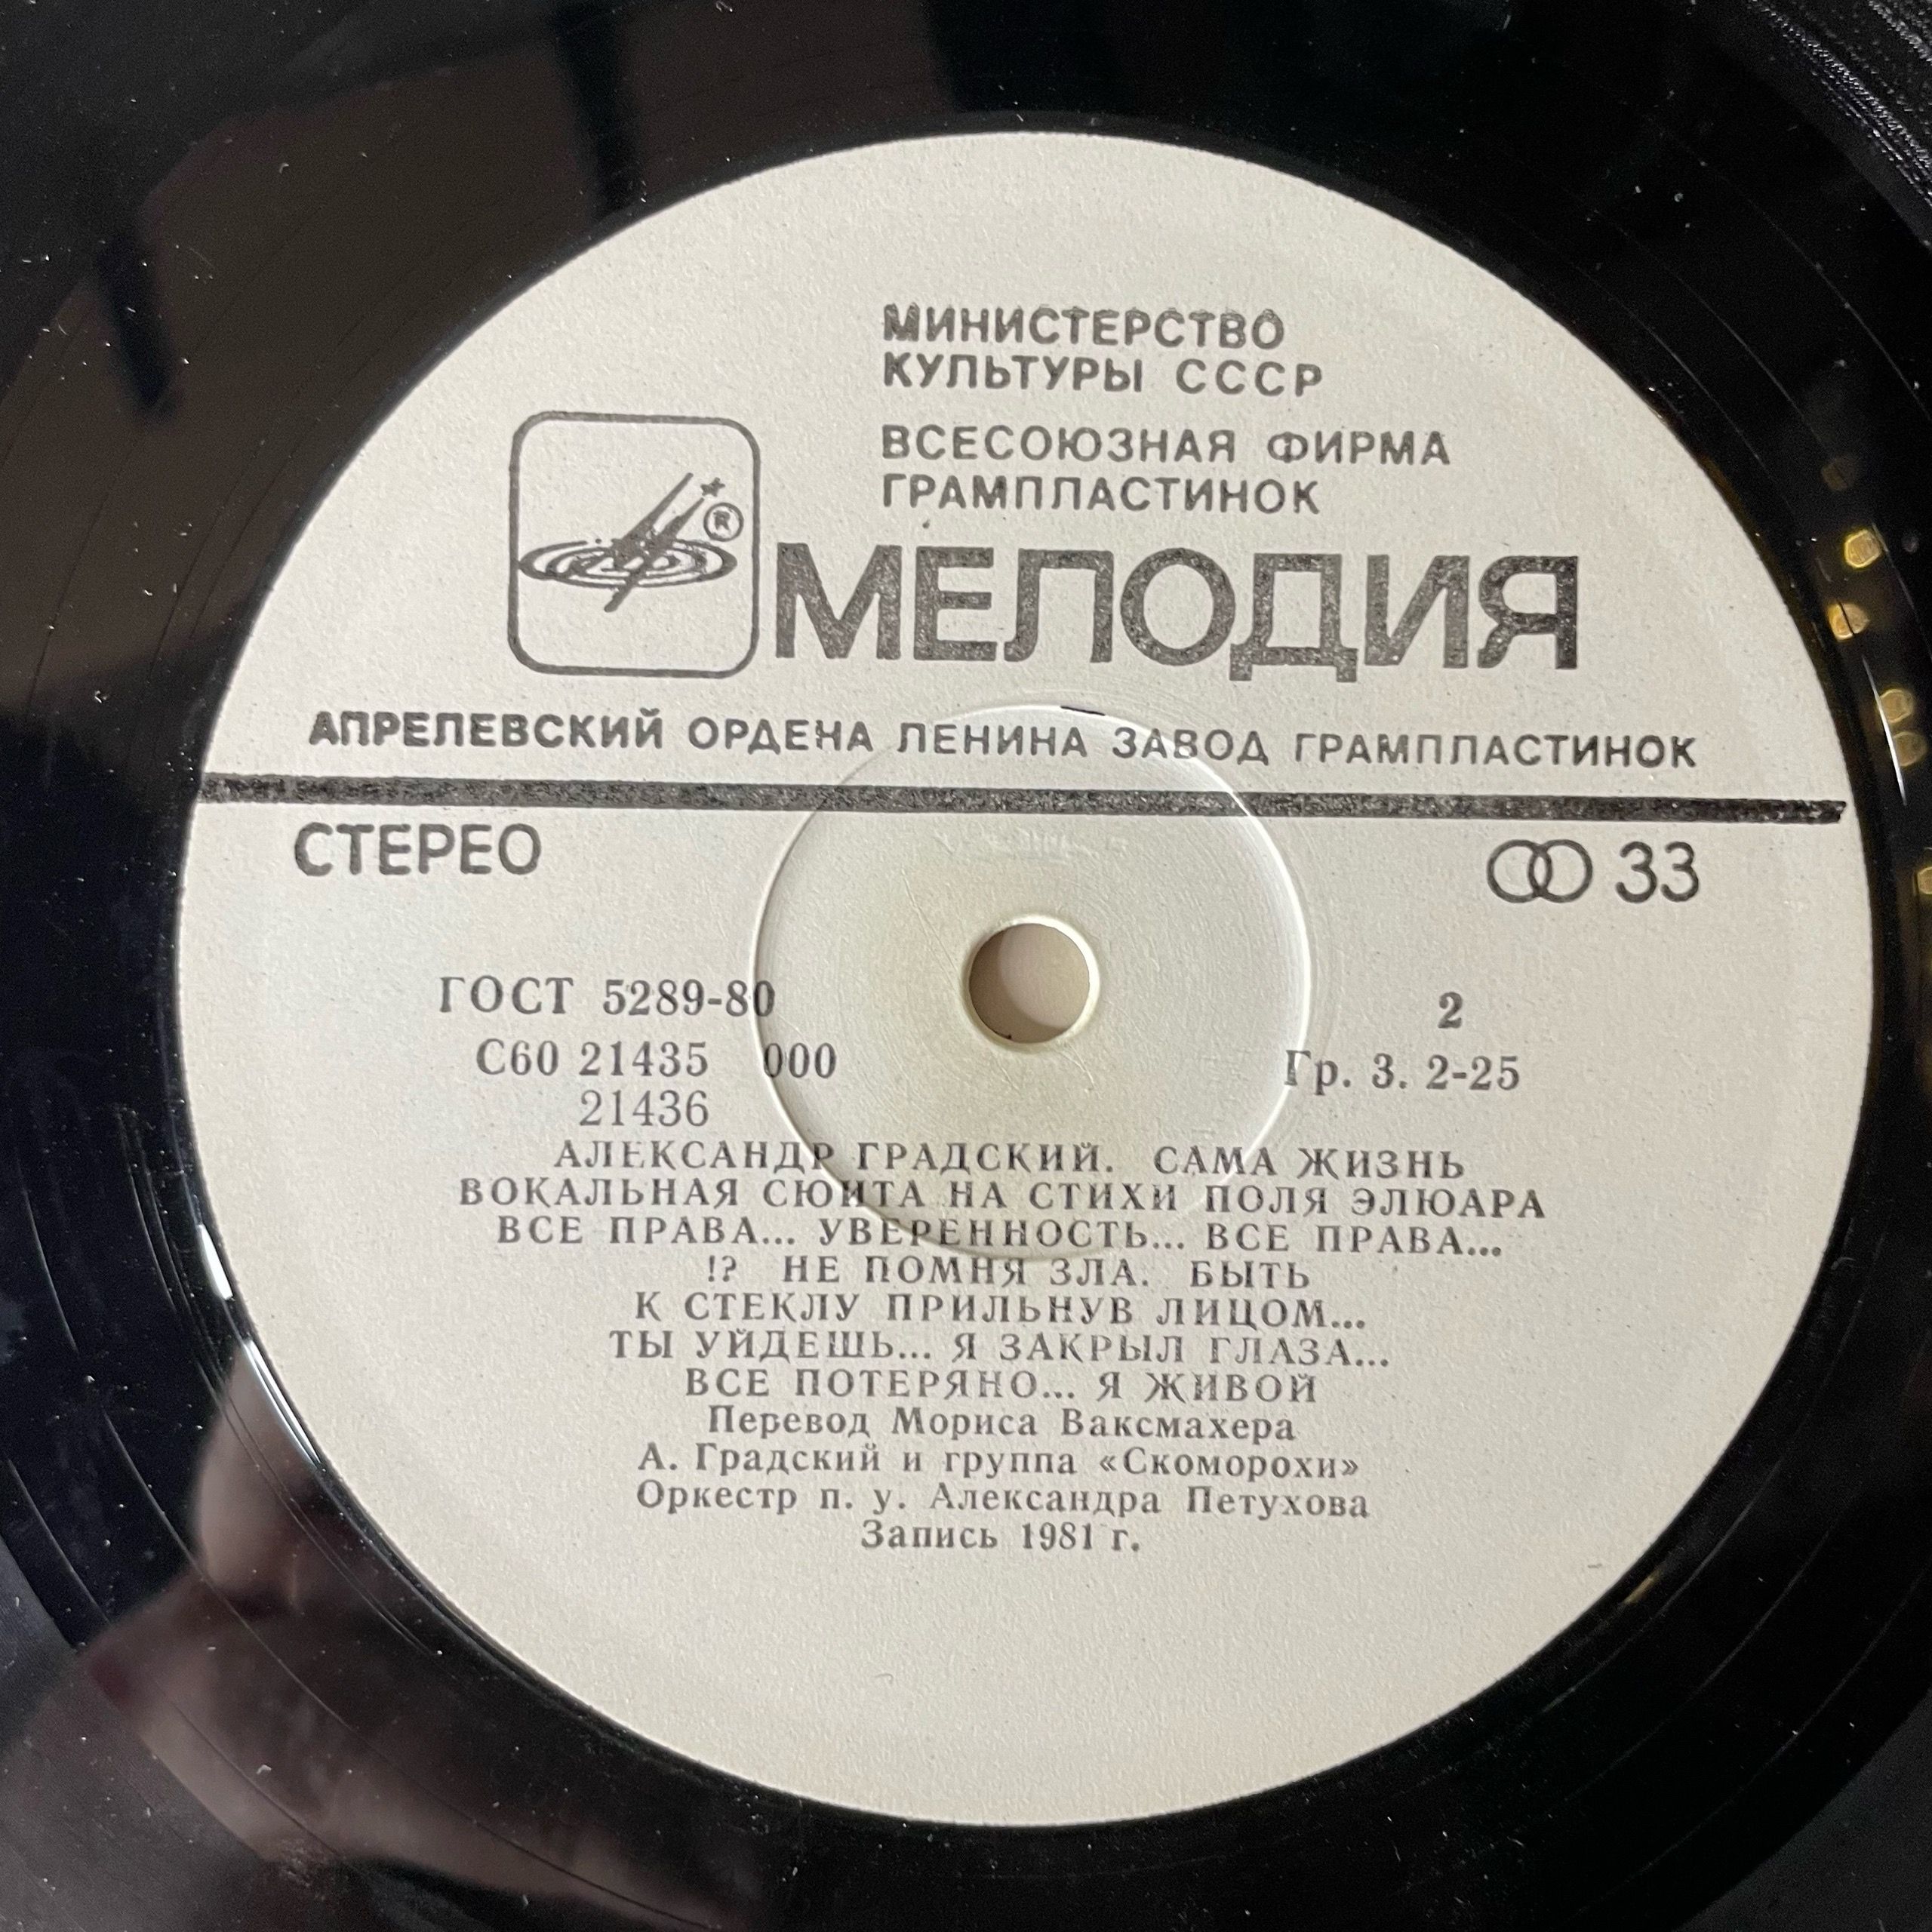 МИНИСТЕРСТВО
КУЛЬТУРЫ СССР
ВСЕСОЮЗНАЯ ФИРМА
ГРАМПЛАСТИНОК
®
МЕЛОДИЯ
АПРЕЛЕВСКИЙ ОРДЕНА ЛЕНИНА ЗАВОД ГРАМПЛАСТИНОК
СТЕРЕО 33
ГОСТ 5289-80 2
С60 21435 000 Гр. 3. 2-25
21436
АЛЕКСАНДР ГРАДСКИЙ. САМА ЖИЗНЬ
ВОКАЛЬНАЯ СЮИТА НА СТИХИ ПОЛЯ ЭЛЮАРА
ВСЕ ПРАВА... УВЕРЕННОСТЬ... ВСЕ ПРАВА...
!? НЕ ПОМНЯ ЗЛА. БЫТЬ
К СТЕКЛУ ПРИЛЬНУВ ЛИЦОМ...
ТЫ УЙДЕШЬ... Я ЗАКРЫЛ ГЛАЗА...
ВСЕ ПОТЕРЯНО... Я ЖИВОЙ
Перевод Мориса Ваксмахера
А. Градский и группа «Скоморохи»
Оркестр п. у. Александра Петухова
Запись 1981 г.